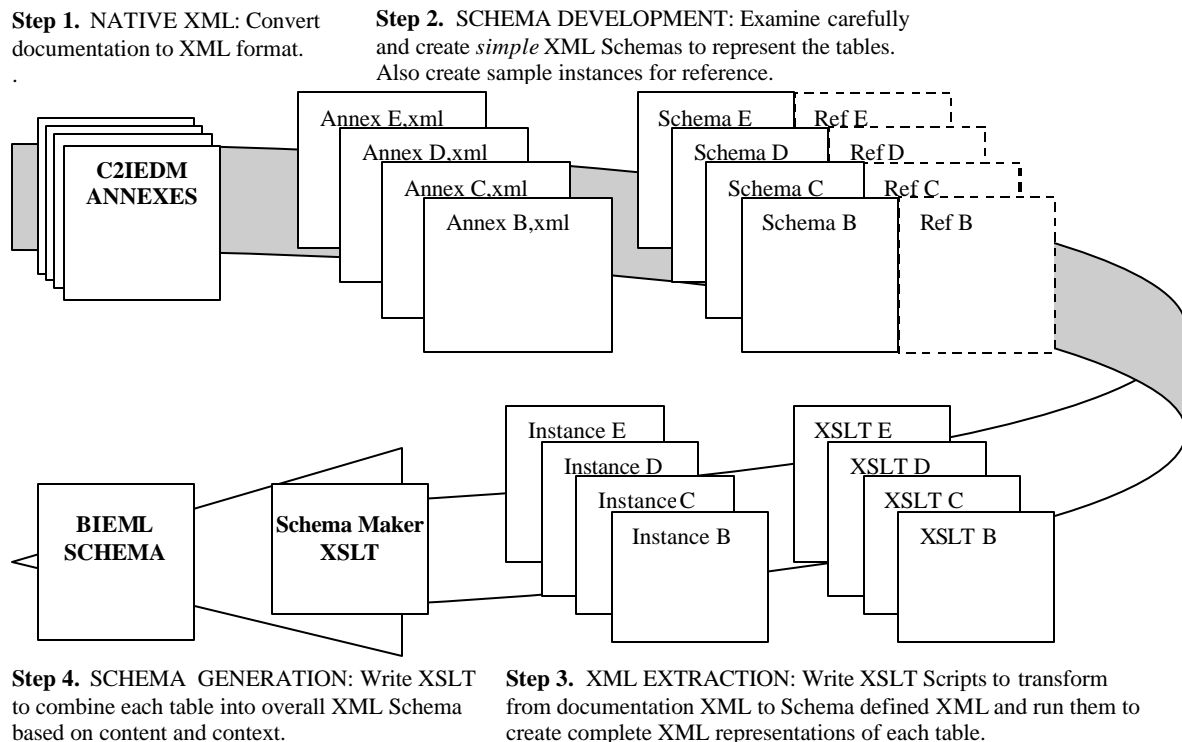 Step 1. NATIVE XML: Convert
documentation to XML format.
.
Step 2. SCHEMA DEVELOPMENT: Examine carefully
and create simple XML Schemas to represent the tables.
Also create sample instances for reference.
C2IEDM
ANNEXES
Annex E,xml
Annex D,xml
Annex C,xml
Annex B,xml
Schema E
Schema D
Schema C
Schema B
Ref E
Ref D
Ref C
Ref B
BIEML
SCHEMA
Schema Maker
XSLT
Instance E
Instance D
Instance C
Instance B
XSLT E
XSLT D
XSLT C
XSLT B
Step 4. SCHEMA GENERATION: Write XSLT
to combine each table into overall XML Schema
based on content and context.
Step 3. XML EXTRACTION: Write XSLT Scripts to transform
from documentation XML to Schema defined XML and run them to
create complete XML representations of each table.